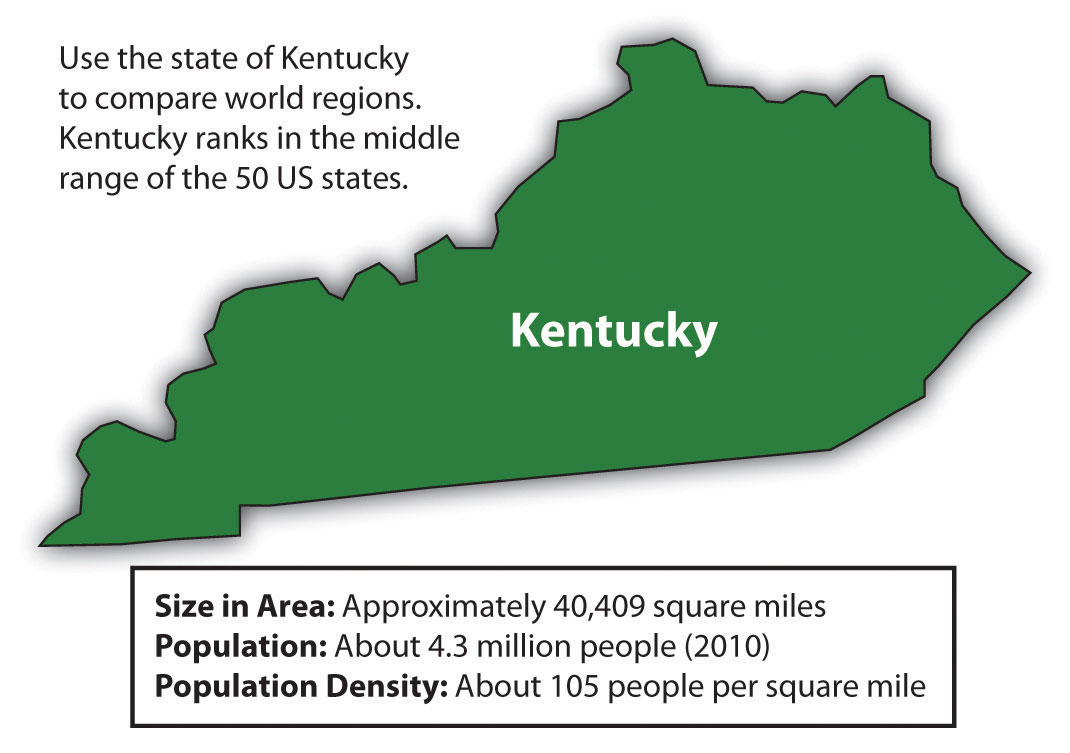 Use the state of Kentucky
to compare world regions.
Kentucky ranks in the middle
range of the 50 US states.
Kentucky
Size in Area: Approximately 40,409 square miles
Population: About 4.3 million people (2010)
Population Density: About 105 people per square mile